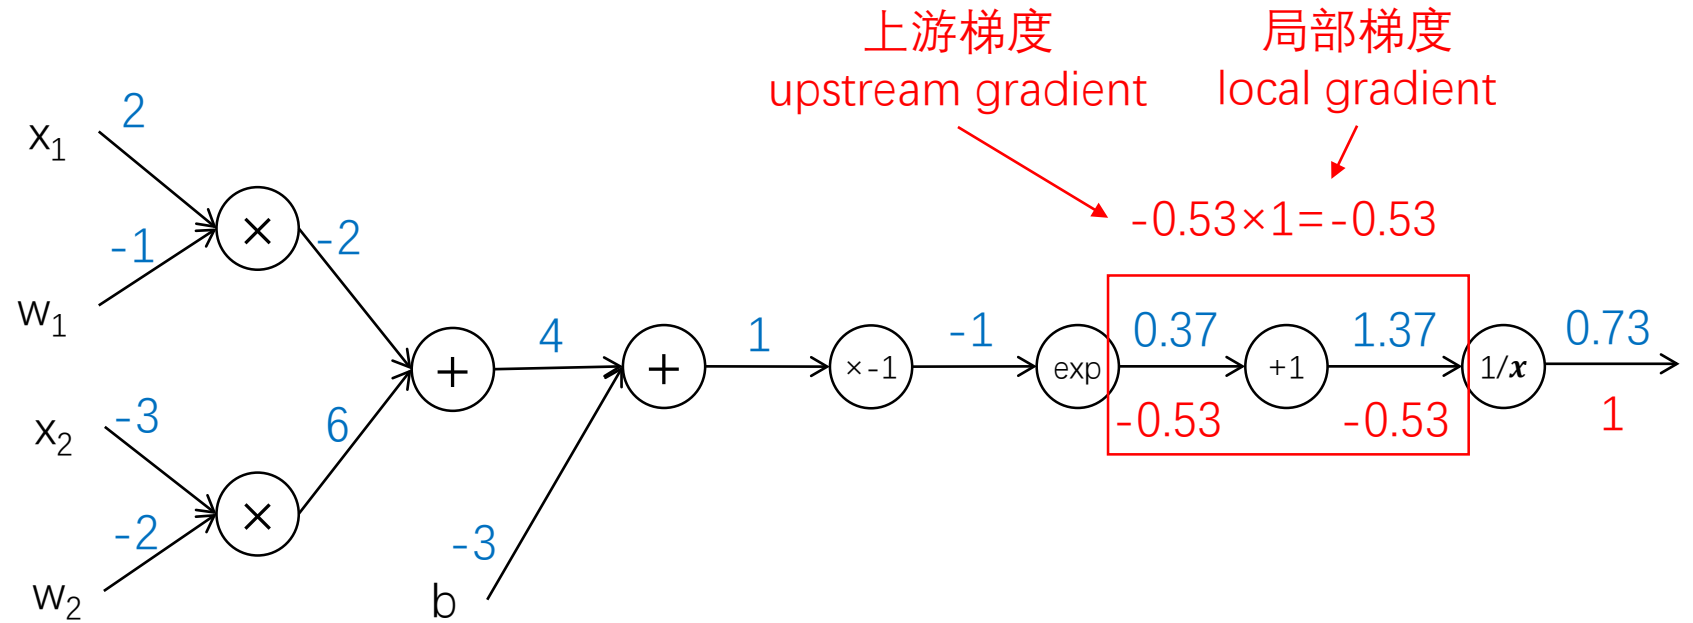 上游梯度
局部梯度
upstream gradient
local gradient
-0.53×1=-0.53
x1
2
×
-1
w1
-2
+
4
+
1
×-1
-1
exp
0.37
+1
1.37
1/x
0.73
-0.53
-0.53
1
x2
-3
6
×
-2
w2
-3
b